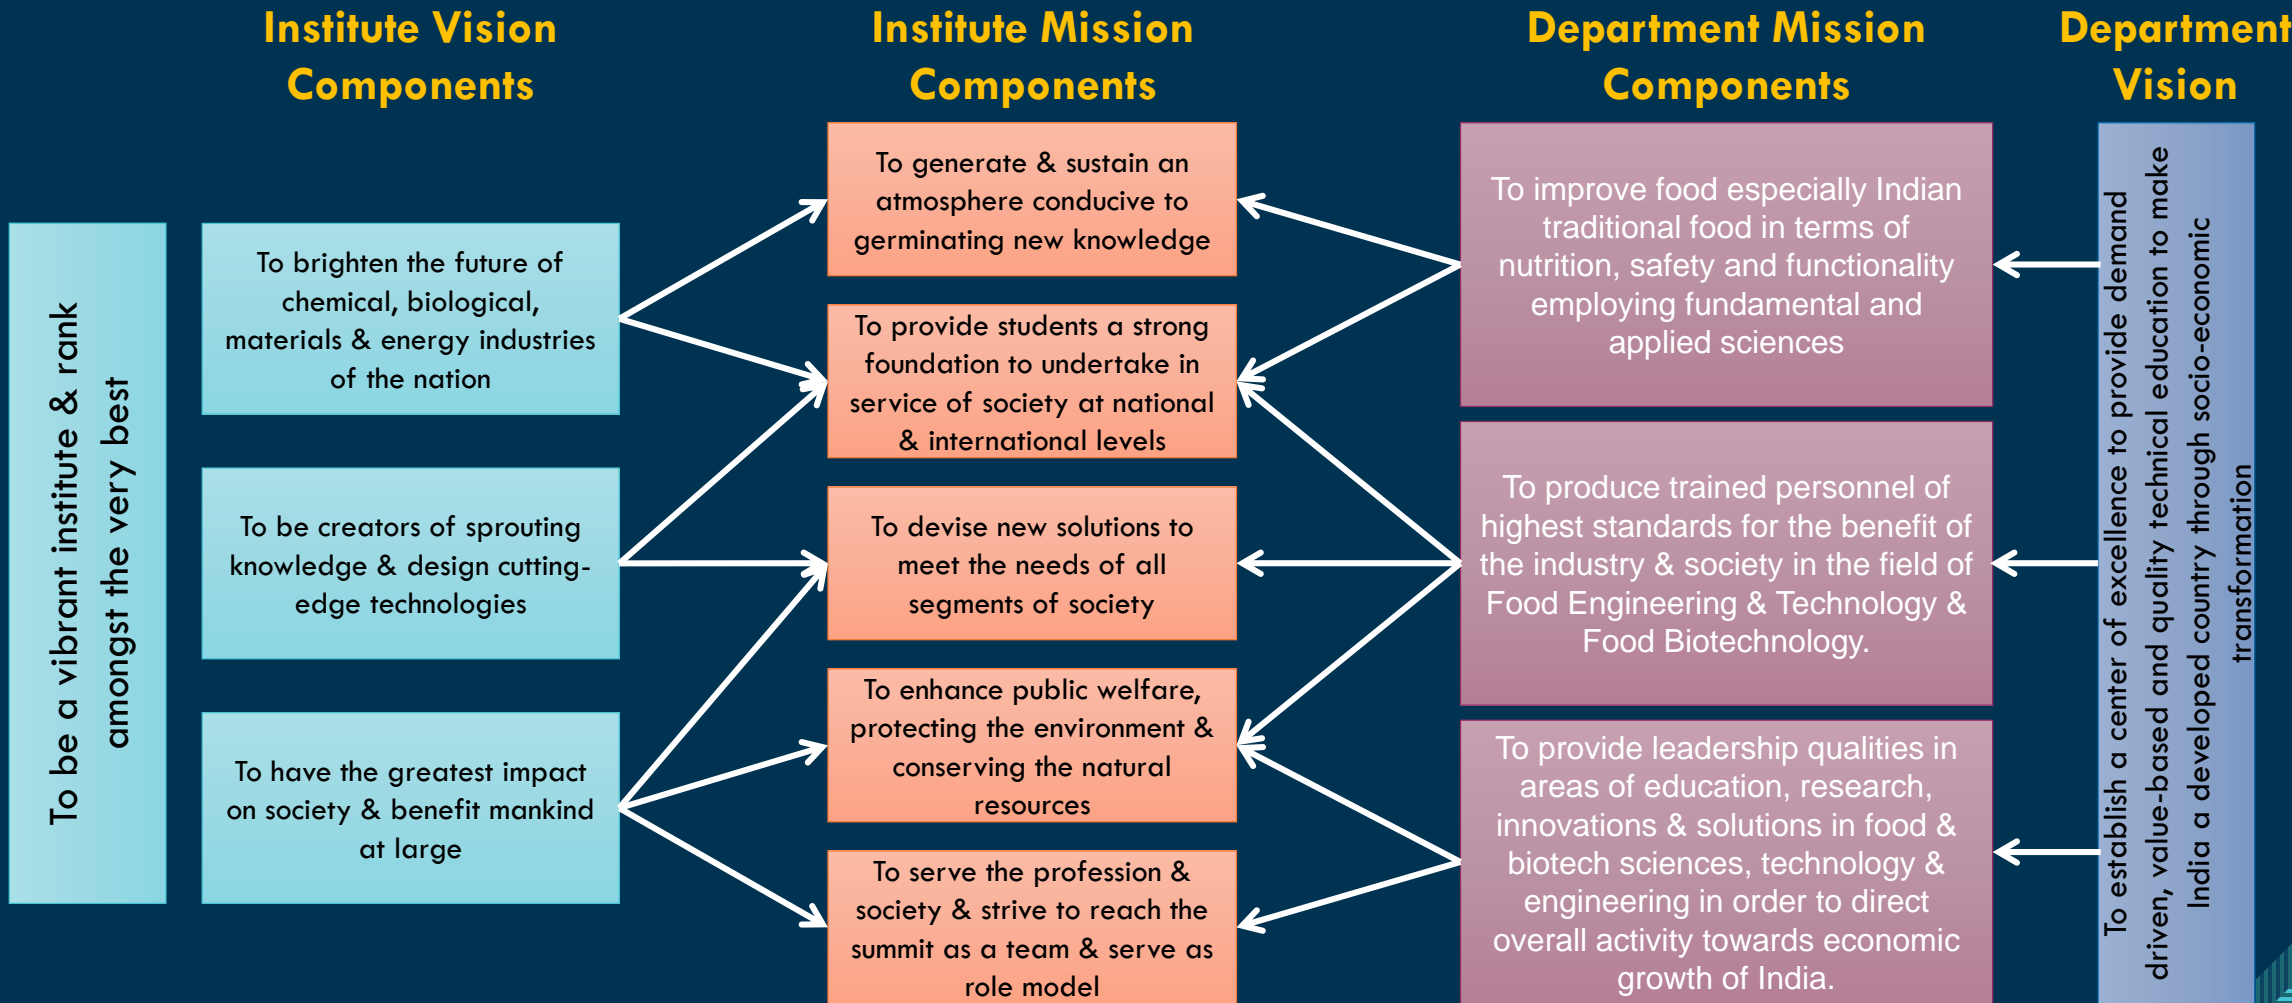 Institute Vision
Components
Institute Mission
Components
Department Mission
Components
Department
Vision
To be a vibrant institute & rank
amongst the very best
To brighten the future of
chemical, biological,
materials & energy industries
of the nation
To be creators of sprouting
knowledge & design cutting-
edge technologies
To have the greatest impact
on society & benefit mankind
at large
To generate & sustain an
atmosphere conducive to
germinating new knowledge
To provide students a strong
foundation to undertake in
service of society at national
& international levels
To devise new solutions to
meet the needs of all
segments of society
To enhance public welfare,
protecting the environment &
conserving the natural
resources
To serve the profession &
society & strive to reach the
summit as a team & serve as
role model
To improve food especially Indian
traditional food in terms of
nutrition, safety and functionality
employing fundamental and
applied sciences
To produce trained personnel of
highest standards for the benefit of
the industry & society in the field of
Food Engineering & Technology &
Food Biotechnology.
To provide leadership qualities in
areas of education, research,
innovations & solutions in food &
biotech sciences, technology &
engineering in order to direct
overall activity towards economic
growth of India.
To establish a center of excellence to provide demand
driven, value-based and quality technical education to make
India a developed country through socio-economic
transformation